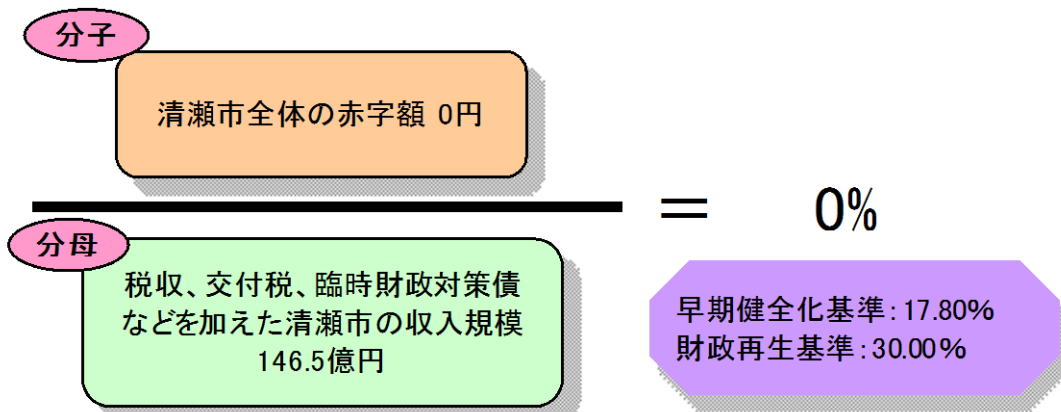 分子
清瀬市全体の赤字額 0円
分母
税収、交付税、臨時財政対策債
などを加えた清瀬市の収入規模
146.5億円
＝ 0%
早期健全化基準：17.80%
財政再生基準：30.00%